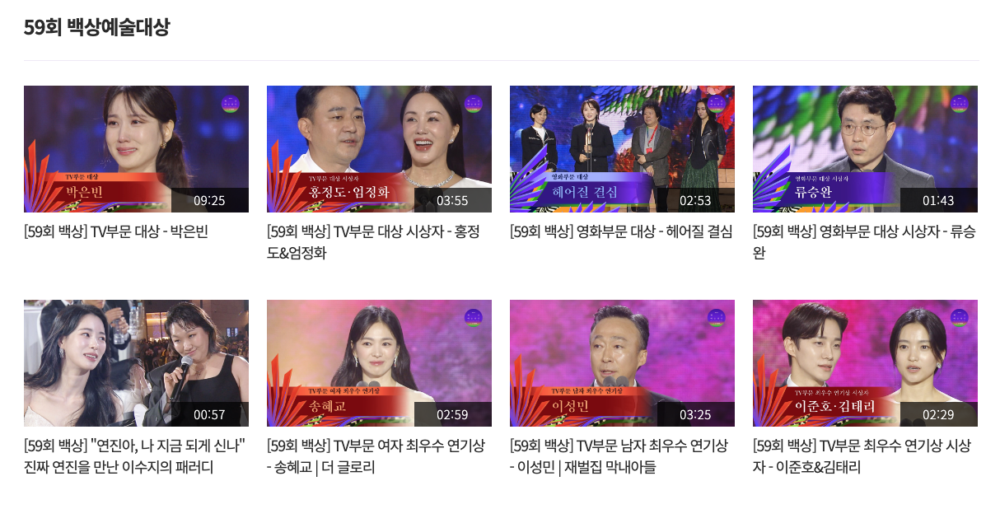 59회 백상예술대상
TV부문 대상
박은빈
09:25
TV부문 대상 시상자
홍정도·엄정화
03:55
영화부문 대상
헤어질 결심
02:53
영화부문 대상 시상자
류승완
01:43
[59회 백상] TV부문 대상 - 박은빈
[59회 백상] TV부문 대상 시상자 - 홍정
도&엄정화
[59회 백상] 영화부문 대상 - 헤어질 결심
[59회 백상] 영화부문 대상 시상자 - 류승
완
00:57
TV부문 여자 최우수 연기상
송혜교
02:59
TV부문 남자 최우수 연기상
이성민
03:25
TV부문 최우수 연기상 시상자
이준호·김태리
02:29
[59회 백상] "연진아, 나 지금 되게 신나"
진짜 연진을 만난 이수지의 패러디
[59회 백상] TV부문 여자 최우수 연기상
- 송혜교 | 더 글로리
[59회 백상] TV부문 남자 최우수 연기상
- 이성민 | 재벌집 막내아들
[59회 백상] TV부문 최우수 연기상 시상
자 - 이준호&김태리